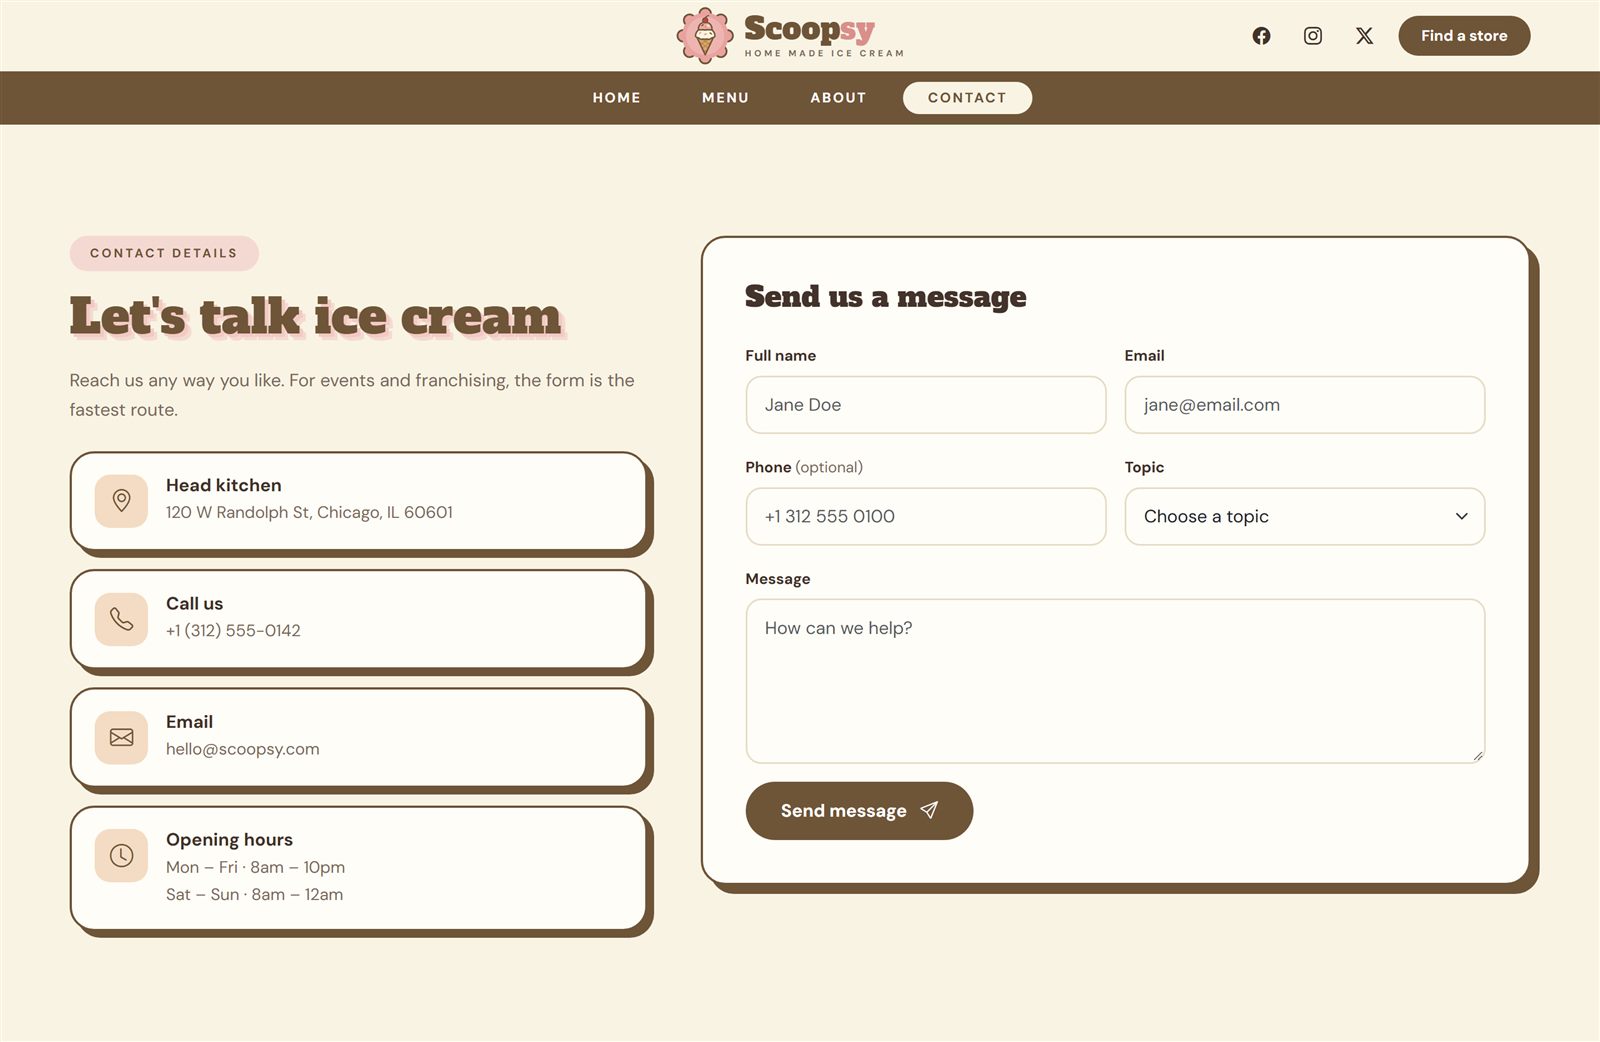 Scoopsy
HOME MADE ICE CREAM
Find a store
HOME
MENU
ABOUT
CONTACT
CONTACT DETAILS
Let's talk ice cream
Reach us any way you like. For events and franchising, the form is the
fastest route.
Head kitchen
120 W Randolph St, Chicago, IL 60601
Call us
+1 (312) 555-0142
Email
hello@scoopsy.com
Opening hours
Mon – Fri · 8am – 10pm
Sat – Sun · 8am – 12am
Send us a message
Full name
Jane Doe
Email
jane@email.com
Phone (optional)
+1 312 555 0100
Topic
Choose a topic
Message
How can we help?
Send message